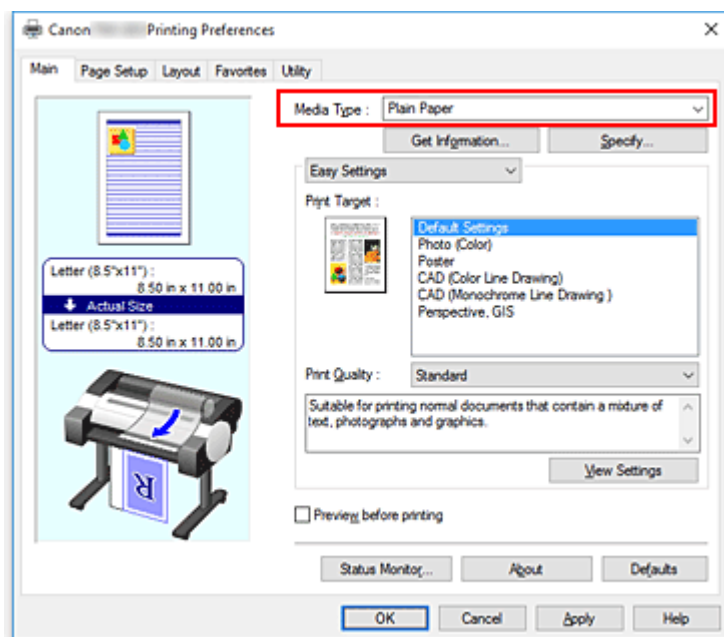 Canon Printing Preferences
Main Page Setup Layout Favorites Utility
Media Type : Plain Paper
Get Information... Specify...
Easy Settings
Print Target :
Default Settings
Photo (Color)
Poster
CAD (Color Line Drawing)
CAD (Monochrome Line Drawing )
Perspective, GIS
Letter (8.5"x11") :
8.50 in x 11.00 in
Actual Size
Letter (8.5"x11") :
8.50 in x 11.00 in
Print Quality : Standard
Suitable for printing normal documents that contain a mixture of
text, photographs and graphics.
View Settings
R
Preview before printing
Status Monitor... About Defaults
OK Cancel Apply Help